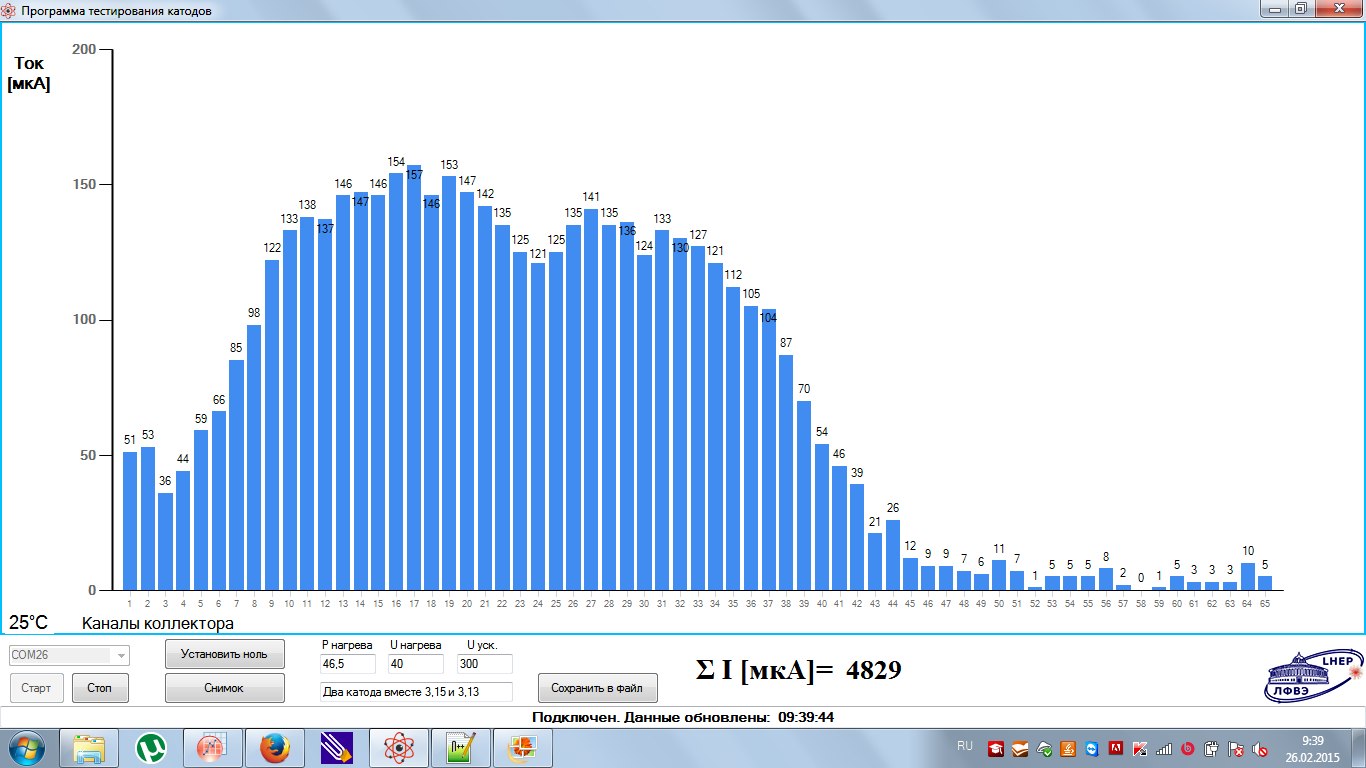 Программа тестирования катодов
Ток
[мкА]
200
150
100
50
0
51 53 36 44 59 66 85 98 122 133 138 137 146 147 146 154 157 146 153 147 142 135 125 121 125 135 141 135 136 124 133 130 127 121 112 105 104 87 70 54 46 39 21 26 12 9 9 7 6 11 7 1 5 5 5 8 2 0 1 5 3 3 3 10 5
1 2 3 4 5 6 7 8 9 10 11 12 13 14 15 16 17 18 19 20 21 22 23 24 25 26 27 28 29 30 31 32 33 34 35 36 37 38 39 40 41 42 43 44 45 46 47 48 49 50 51 52 53 54 55 56 57 58 59 60 61 62 63 64 65
25°C Каналы коллектора
COM26
Установить ноль
P нагрева U нагрева U уск.
46,5 40 300
Старт Стоп
Снимок
Два катода вместе 3,15 и 3,13
Сохранить в файл
Σ I [мкА]= 4829
LHEP
ЛФВЭ
Подключен. Данные обновлены: 09:39:44
RU
9:39
26.02.2015